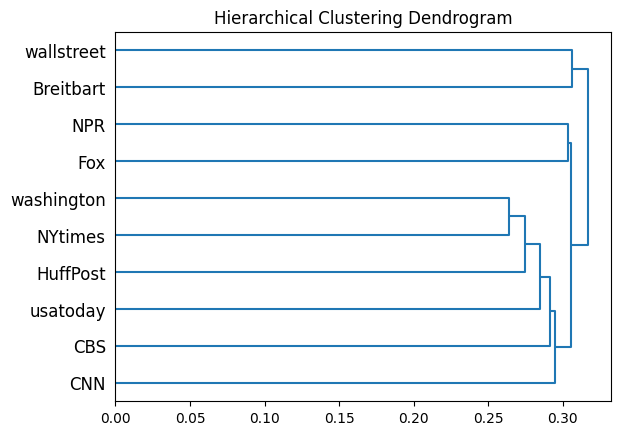 Hierarchical Clustering Dendrogram
wallstreet
Breitbart
NPR
Fox
washington
NYtimes
HuffPost
usatoday
CBS
CNN
0.00 0.05 0.10 0.15 0.20 0.25 0.30